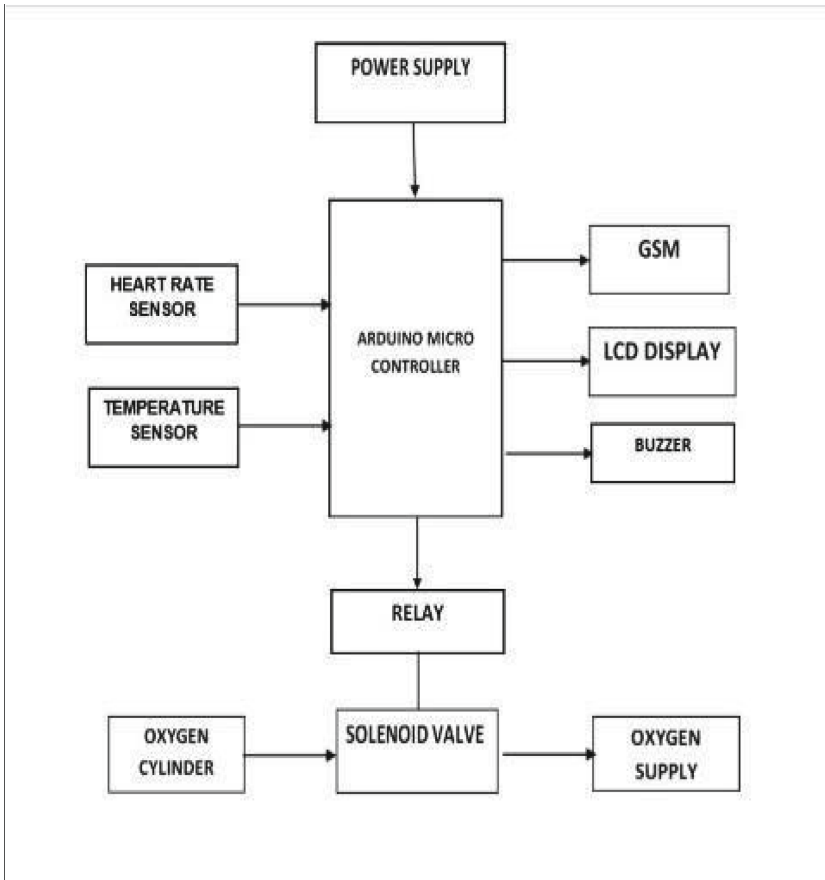 POWER SUPPLY
HEART RATE
SENSOR
TEMPERATURE
SENSOR
ARDUINO MICRO
CONTROLLER
GSM
LCD DISPLAY
BUZZER
RELAY
OXYGEN
CYLINDER
SOLENOID VALVE
OXYGEN
SUPPLY